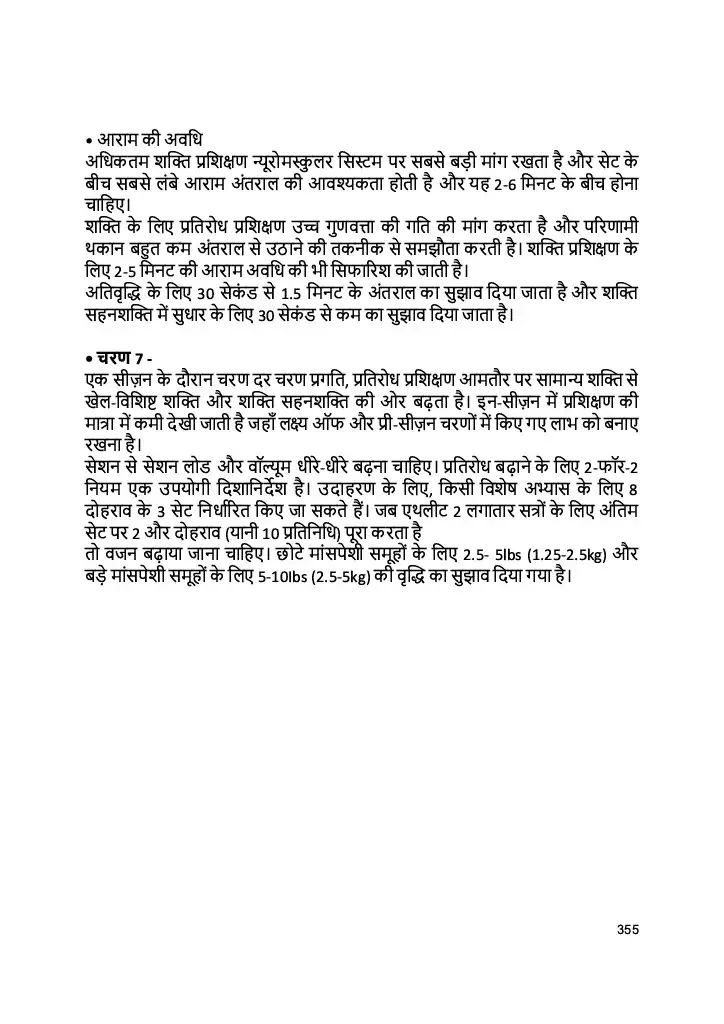 • आराम की अवधि
अधिकतम शक्ति प्रशिक्षण न्यूरोमस्कुलर सिस्टम पर सबसे बड़ी मांग रखता है और सेट के
बीच सबसे लंबे आराम अंतराल की आवश्यकता होती है और यह 2-6 मिनट के बीच होना
चाहिए।
शक्ति के लिए प्रतिरोध प्रशिक्षण उच्च गुणवत्ता की गति की मांग करता है और परिणामी
थकान बहुत कम अंतराल से उठाने की तकनीक से समझौता करती है। शक्ति प्रशिक्षण के
लिए 2-5 मिनट की आराम अवधि की भी सिफारिश की जाती है।
अतिवृद्धि के लिए 30 सेकंड से 1.5 मिनट के अंतराल का सुझाव दिया जाता है और शक्ति
सहनशक्ति में सुधार के लिए 30 सेकंड से कम का सुझाव दिया जाता है।
• चरण 7 -
एक सीज़न के दौरान चरण दर चरण प्रगति, प्रतिरोध प्रशिक्षण आमतौर पर सामान्य शक्ति से
खेल-विशिष्ट शक्ति और शक्ति सहनशक्ति की ओर बढ़ता है। इन-सीज़न में प्रशिक्षण की
मात्रा में कमी देखी जाती है जहाँ लक्ष्य ऑफ और प्री-सीज़न चरणों में किए गए लाभ को बनाए
रखना है।
सेशन से सेशन लोड और वॉल्यूम धीरे-धीरे बढ़ना चाहिए। प्रतिरोध बढ़ाने के लिए 2-फॉर-2
नियम एक उपयोगी दिशानिर्देश है। उदाहरण के लिए, किसी विशेष अभ्यास के लिए 8
दोहराव के 3 सेट निर्धारित किए जा सकते हैं। जब एथलीट 2 लगातार सत्रों के लिए अंतिम
सेट पर 2 और दोहराव (यानी 10 प्रतिनिधि) पूरा करता है
तो वजन बढ़ाया जाना चाहिए। छोटे मांसपेशी समूहों के लिए 2.5- 5lbs (1.25-2.5kg) और
बड़े मांसपेशी समूहों के लिए 5-10lbs (2.5-5kg) की वृद्धि का सुझाव दिया गया है।
355